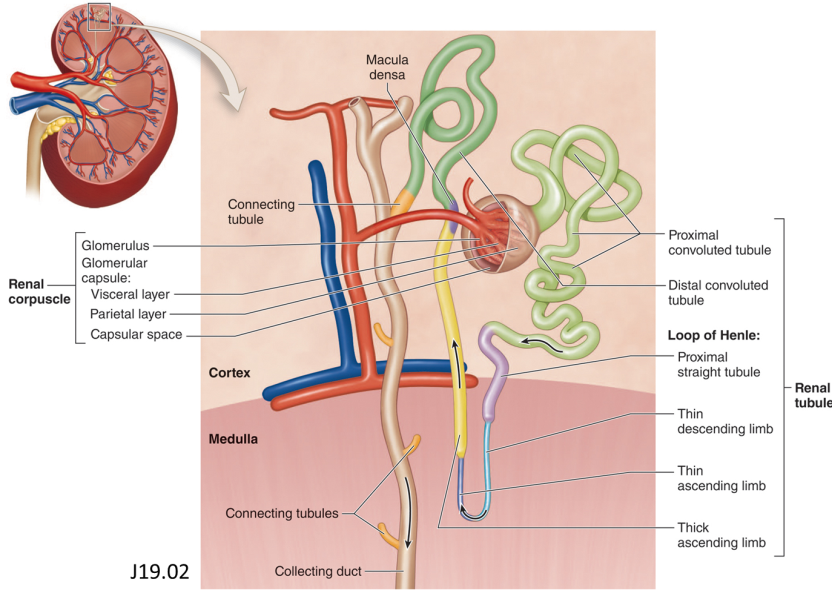 Macula
densa
Connecting
tubule
Renal
corpuscle
Glomerulus
Glomerular
capsule:
Visceral layer
Parietal layer
Capsular space
Cortex
Medulla
Connecting tubules
Collecting duct
J19.02
Proximal
convoluted tubule
Distal convoluted
tubule
Loop of Henle:
Proximal
straight tubule
Thin
descending limb
Thin
ascending limb
Thick
ascending limb
Renal
tubule